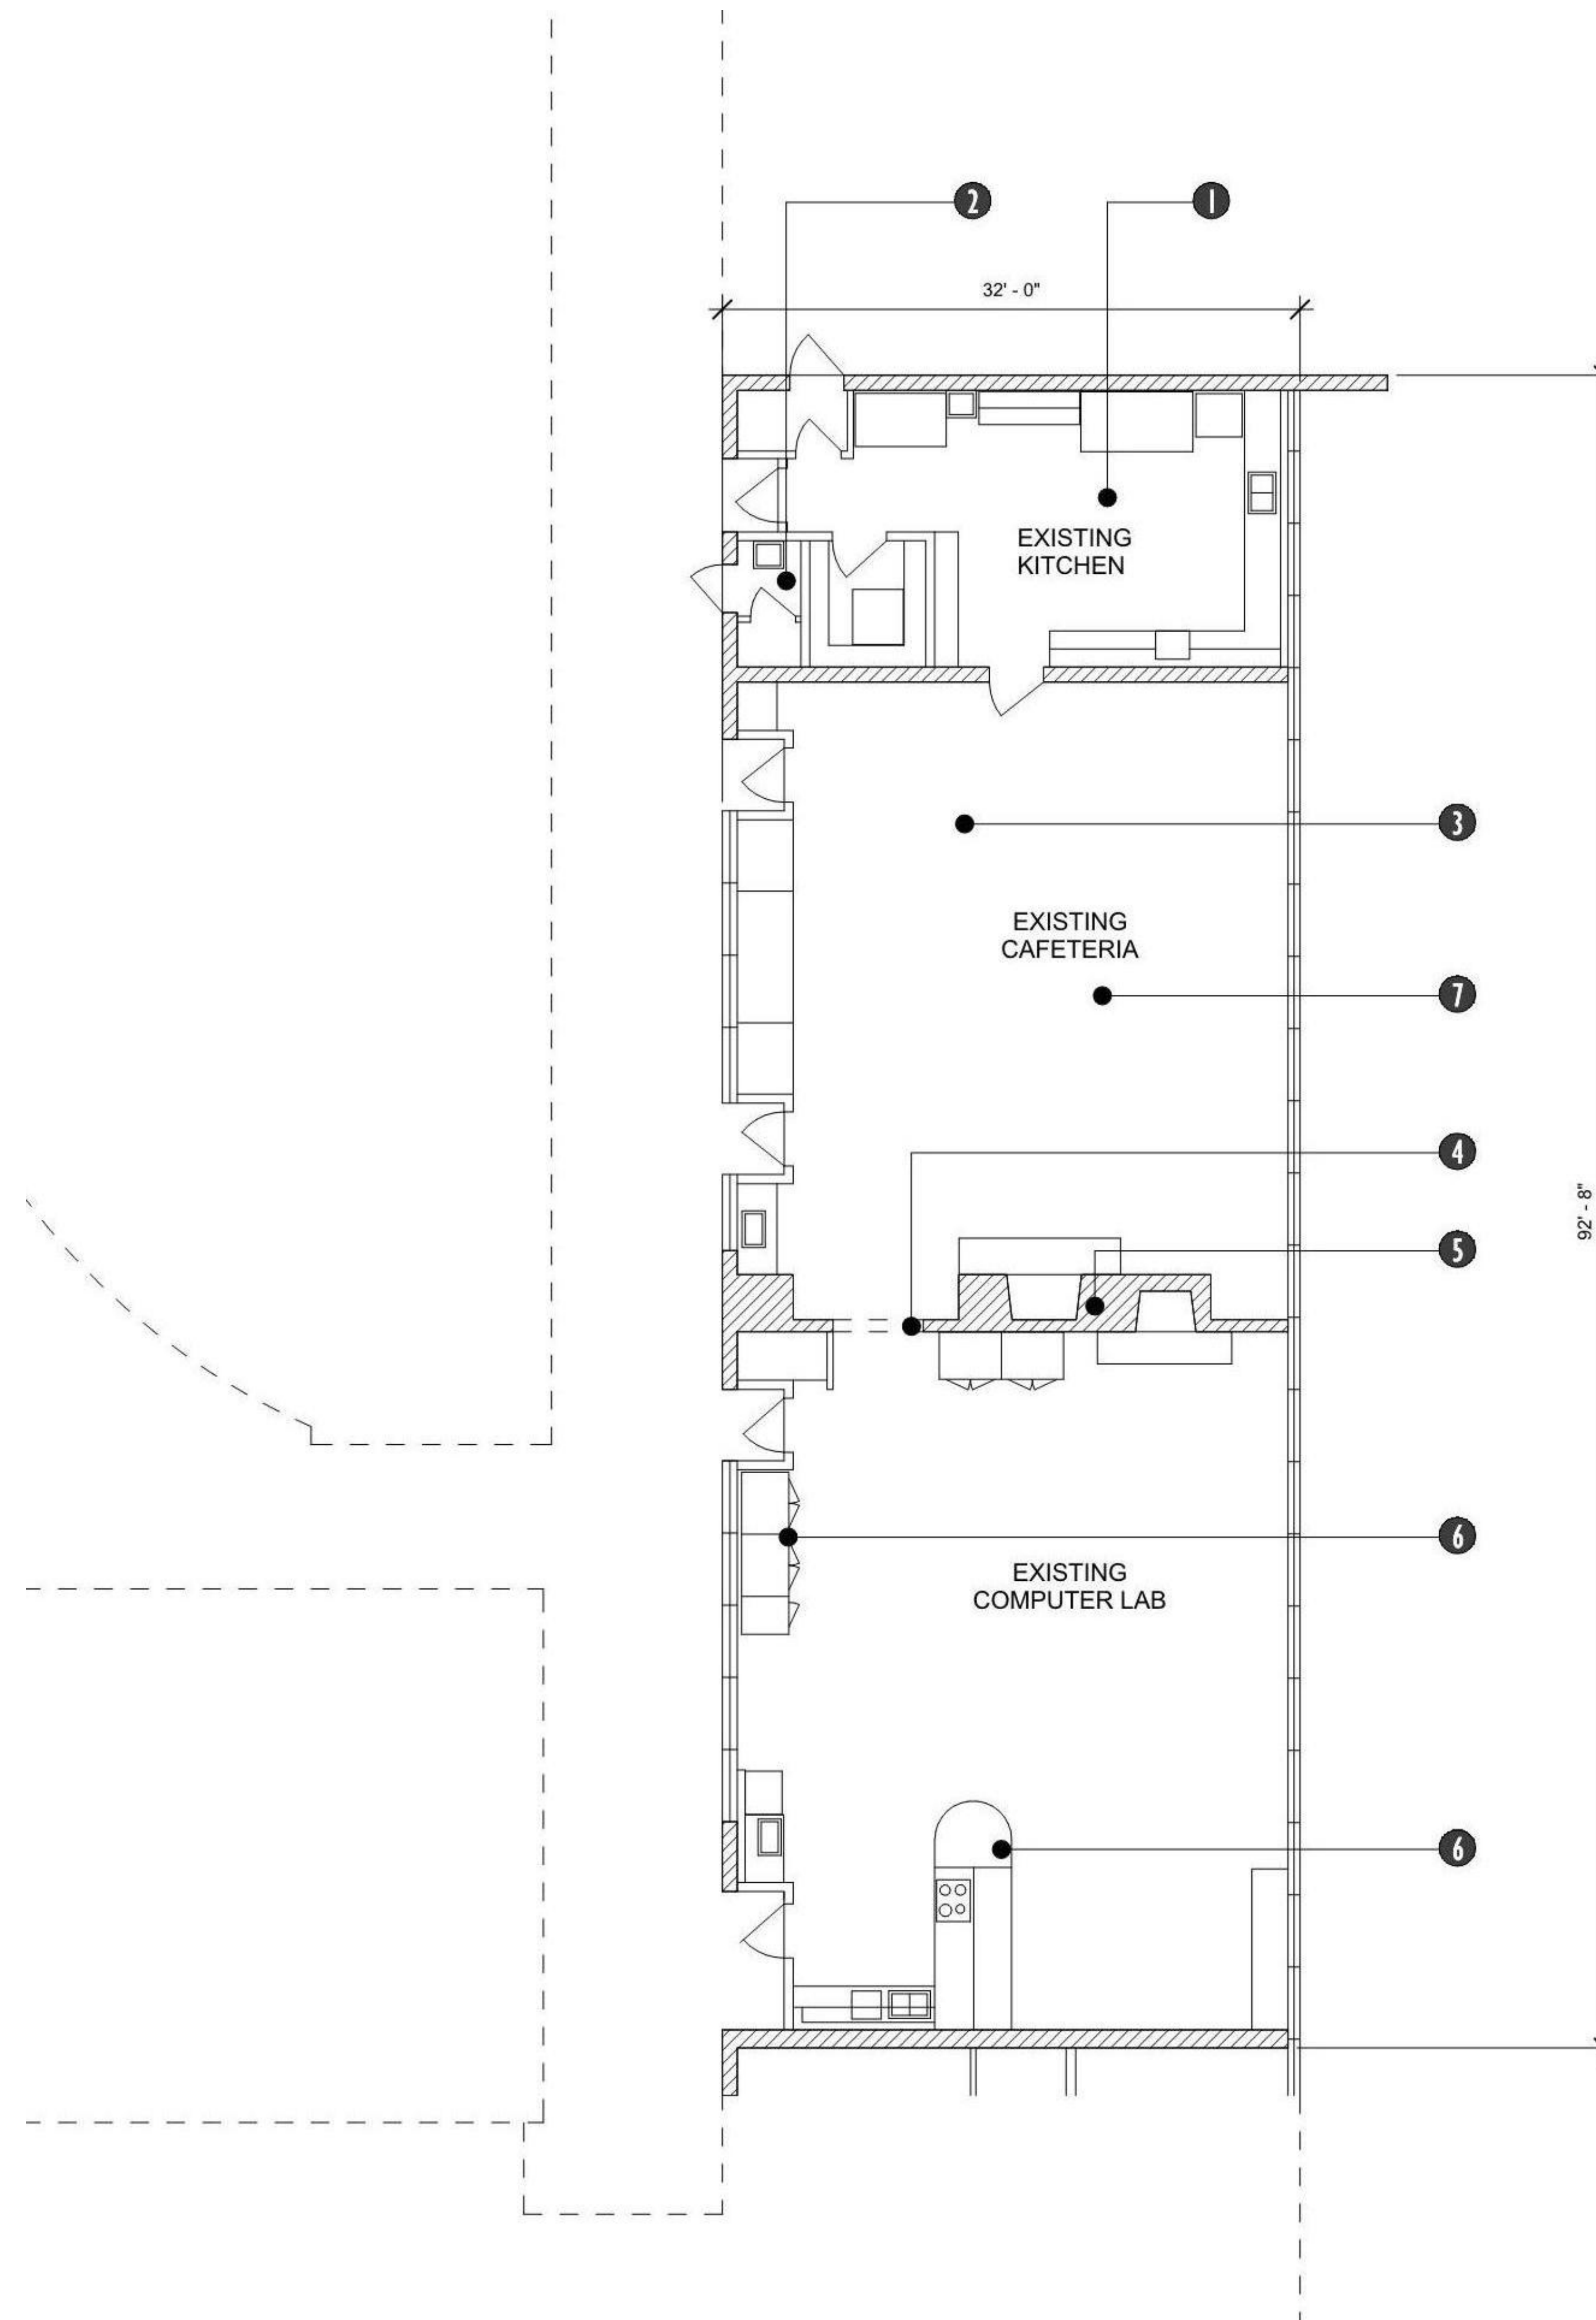 2
1
32' - 0"
EXISTING
KITCHEN
3
EXISTING
CAFETERIA
7
4
92' - 8"
5
6
EXISTING
COMPUTER LAB
6